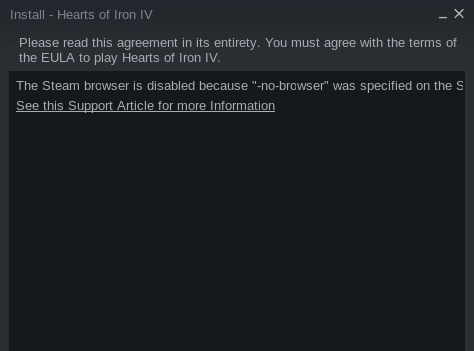 Install - Hearts of Iron IV
Please read this agreement in its entirety. You must agree with the terms of
the EULA to play Hearts of Iron IV.
The Steam browser is disabled because "-no-browser" was specified on the S
See this Support Article for more Information